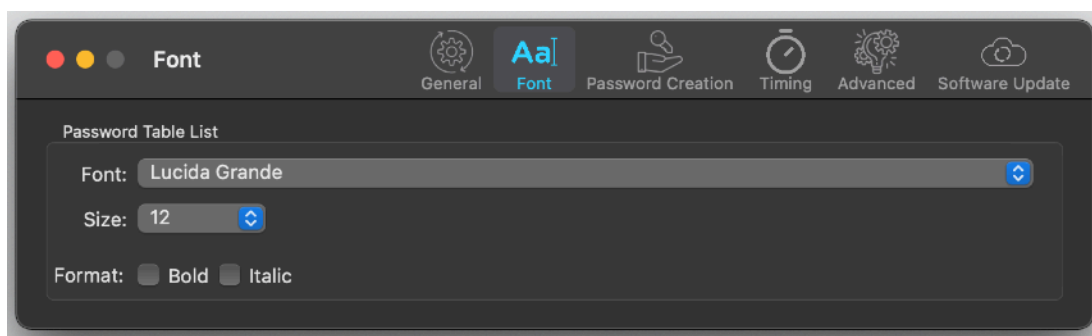 Font
Aa
General Font Password Creation Timing Advanced Software Update
Password Table List
Font: Lucida Grande
Size: 12
Format: Bold Italic